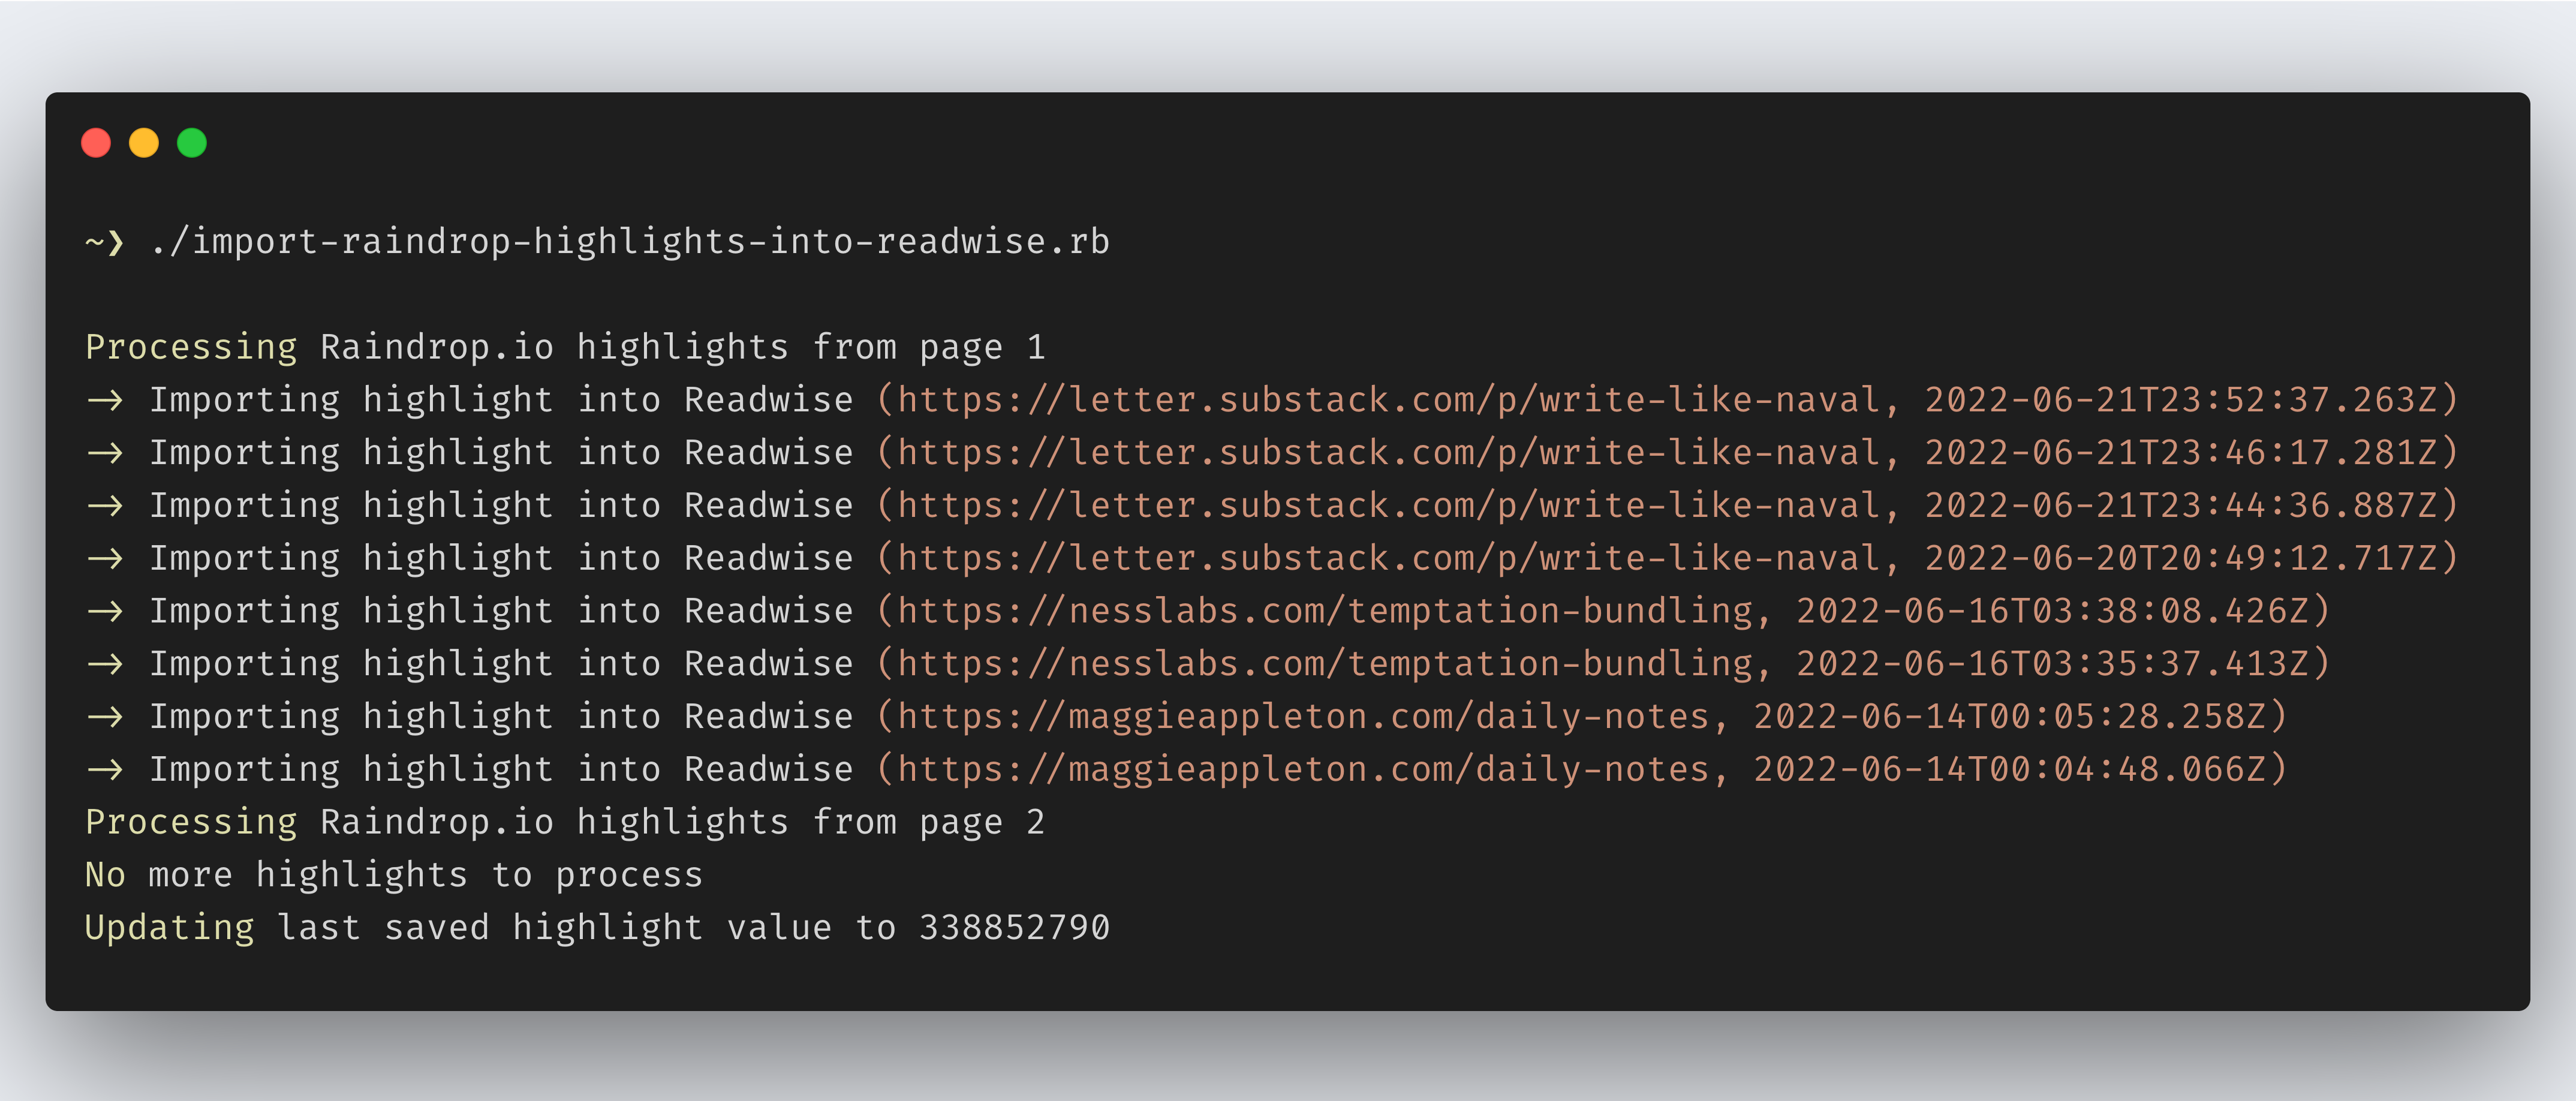 ~❯ ./import-raindrop-highlights-into-readwise.rb
Processing Raindrop.io highlights from page 1
→ Importing highlight into Readwise (https://letter.substack.com/p/write-like-naval, 2022-06-21T23:52:37.263Z)
→ Importing highlight into Readwise (https://letter.substack.com/p/write-like-naval, 2022-06-21T23:46:17.281Z)
→ Importing highlight into Readwise (https://letter.substack.com/p/write-like-naval, 2022-06-21T23:44:36.887Z)
→ Importing highlight into Readwise (https://letter.substack.com/p/write-like-naval, 2022-06-20T20:49:12.717Z)
→ Importing highlight into Readwise (https://nesslabs.com/temptation-bundling, 2022-06-16T03:38:08.426Z)
→ Importing highlight into Readwise (https://nesslabs.com/temptation-bundling, 2022-06-16T03:35:37.413Z)
→ Importing highlight into Readwise (https://maggieappleton.com/daily-notes, 2022-06-14T00:05:28.258Z)
→ Importing highlight into Readwise (https://maggieappleton.com/daily-notes, 2022-06-14T00:04:48.066Z)
Processing Raindrop.io highlights from page 2
No more highlights to process
Updating last saved highlight value to 338852790